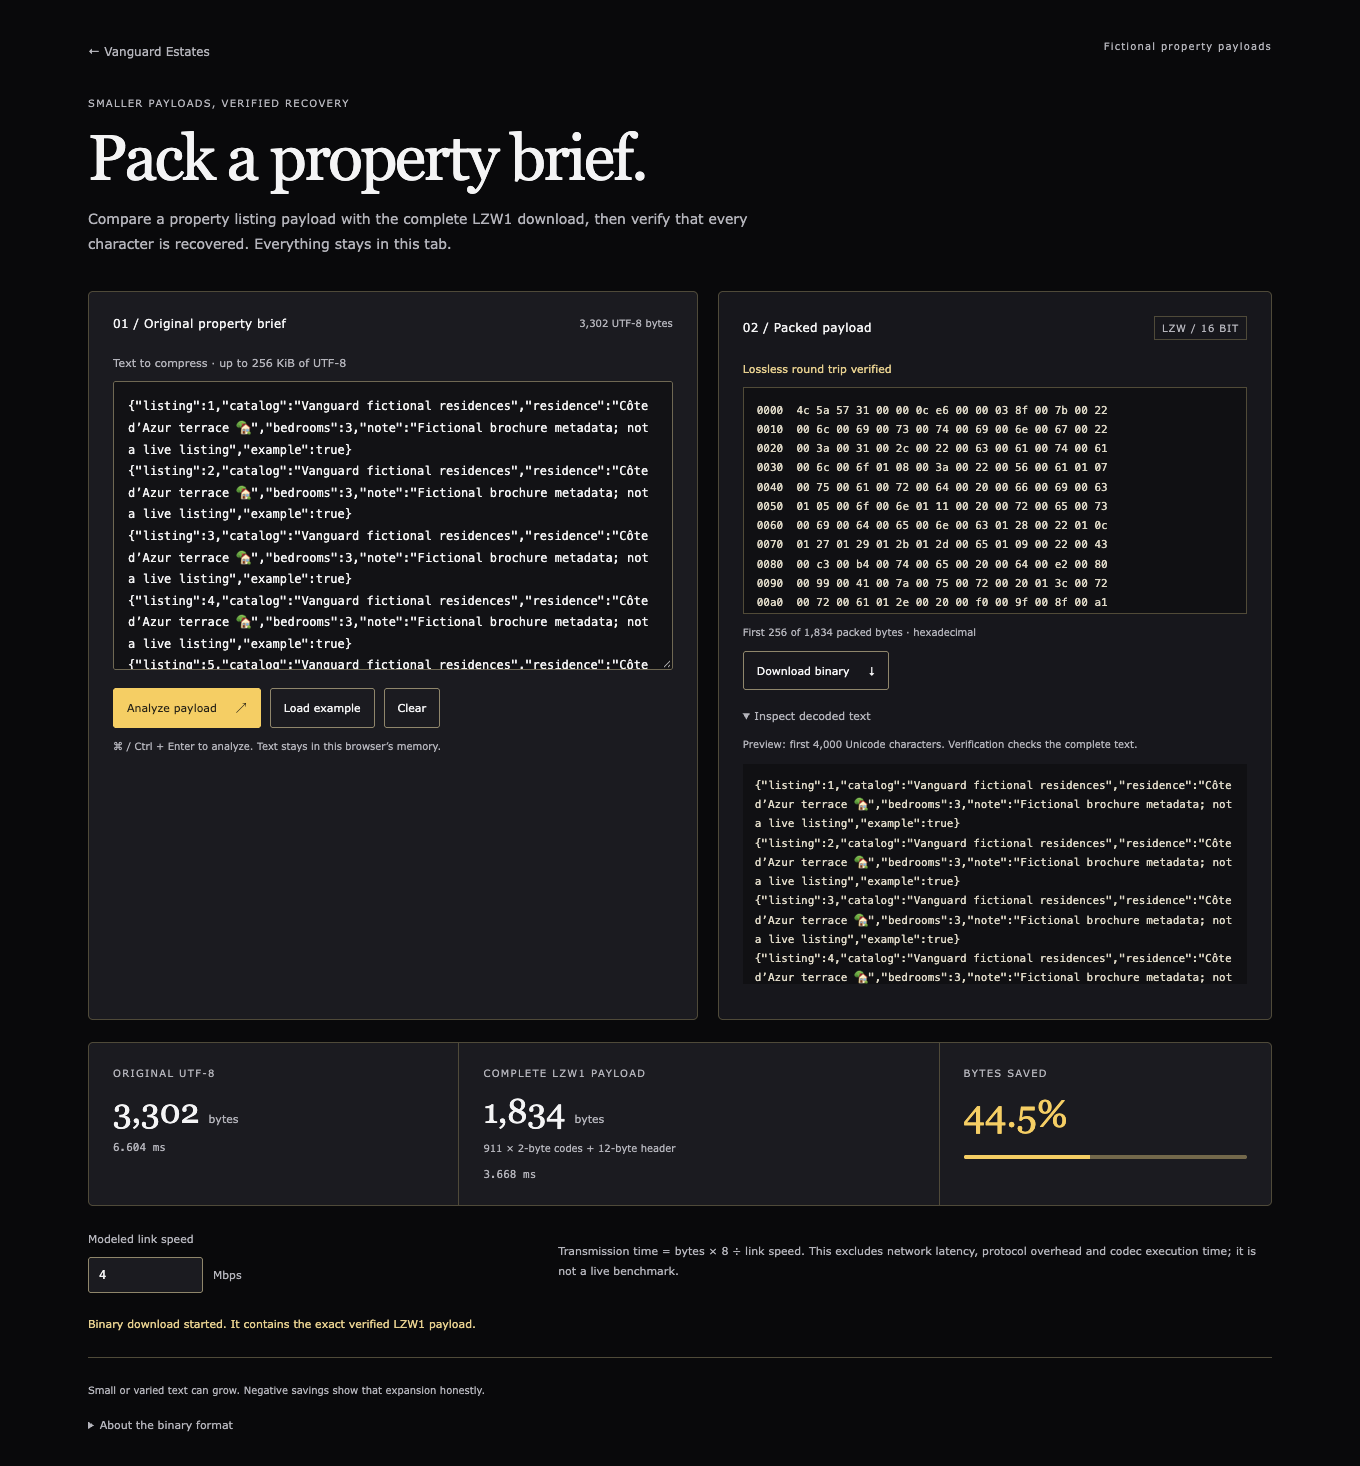 ← Vanguard Estates
Fictional property payloads
SMALLER PAYLOADS, VERIFIED RECOVERY
Pack a property brief.
Compare a property listing payload with the complete LZW1 download, then verify that every
character is recovered. Everything stays in this tab.
01 / Original property brief
3,302 UTF-8 bytes
Text to compress · up to 256 KiB of UTF-8
{"listing":1,"catalog":"Vanguard fictional residences","residence":"Côte
d’Azur terrace 🏡","bedrooms":3,"note":"Fictional brochure metadata; not
a live listing","example":true}
{"listing":2,"catalog":"Vanguard fictional residences","residence":"Côte
d’Azur terrace 🏡","bedrooms":3,"note":"Fictional brochure metadata; not
a live listing","example":true}
{"listing":3,"catalog":"Vanguard fictional residences","residence":"Côte
d’Azur terrace 🏡","bedrooms":3,"note":"Fictional brochure metadata; not
a live listing","example":true}
{"listing":4,"catalog":"Vanguard fictional residences","residence":"Côte
d’Azur terrace 🏡","bedrooms":3,"note":"Fictional brochure metadata; not
a live listing","example":true}
{"listing":5,"catalog":"Vanguard fictional residences","residence":"Côte
Analyze payload ↗
Load example
Clear
⌘ / Ctrl + Enter to analyze. Text stays in this browser’s memory.
02 / Packed payload
LZW / 16 BIT
Lossless round trip verified
0000 4c 5a 57 31 00 00 0c e6 00 00 03 8f 00 7b 00 22
0010 00 6c 00 69 00 73 00 74 00 69 00 6e 00 67 00 22
0020 00 3a 00 31 00 2c 00 22 00 63 00 61 00 74 00 61
0030 00 6c 00 6f 01 08 00 3a 00 22 00 56 00 61 01 07
0040 00 75 00 61 00 72 00 64 00 20 00 66 00 69 00 63
0050 01 05 00 6f 00 6e 01 11 00 20 00 72 00 65 00 73
0060 00 69 00 64 00 65 00 6e 00 63 01 28 00 22 01 0c
0070 01 27 01 29 01 2b 01 2d 00 65 01 09 00 22 00 43
0080 00 c3 00 b4 00 74 00 65 00 20 00 64 00 e2 00 80
0090 00 99 00 41 00 7a 00 75 00 72 00 20 01 3c 00 72
00a0 00 72 00 61 01 2e 00 20 00 f0 00 9f 00 8f 00 a1
First 256 of 1,834 packed bytes · hexadecimal
Download binary ↓
▼ Inspect decoded text
Preview: first 4,000 Unicode characters. Verification checks the complete text.
{"listing":1,"catalog":"Vanguard fictional residences","residence":"Côte
d’Azur terrace 🏡","bedrooms":3,"note":"Fictional brochure metadata; not
a live listing","example":true}
{"listing":2,"catalog":"Vanguard fictional residences","residence":"Côte
d’Azur terrace 🏡","bedrooms":3,"note":"Fictional brochure metadata; not
a live listing","example":true}
{"listing":3,"catalog":"Vanguard fictional residences","residence":"Côte
d’Azur terrace 🏡","bedrooms":3,"note":"Fictional brochure metadata; not
a live listing","example":true}
{"listing":4,"catalog":"Vanguard fictional residences","residence":"Côte
d’Azur terrace 🏡","bedrooms":3,"note":"Fictional brochure metadata; not
ORIGINAL UTF-8
3,302 bytes
6.604 ms
COMPLETE LZW1 PAYLOAD
1,834 bytes
911 × 2-byte codes + 12-byte header
3.668 ms
BYTES SAVED
44.5%
Modeled link speed
4 Mbps
Transmission time = bytes × 8 ÷ link speed. This excludes network latency, protocol overhead and codec execution time; it is
not a live benchmark.
Binary download started. It contains the exact verified LZW1 payload.
Small or varied text can grow. Negative savings show that expansion honestly.
▶ About the binary format